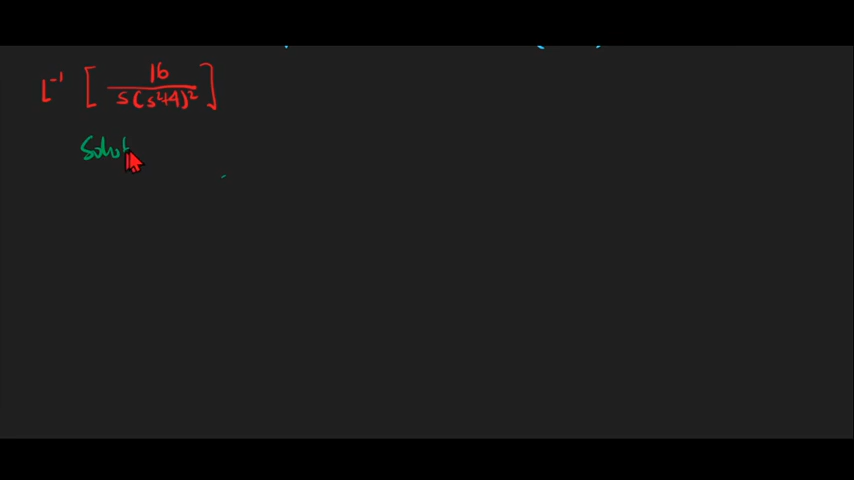 L⁻¹ [ 16 / s(s²+4)² ]
Solut